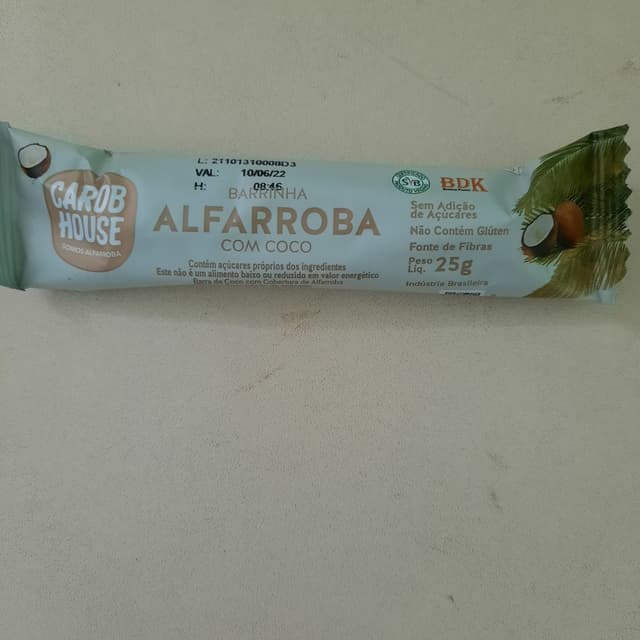 L: 21101310008D3
VAL: 10/06/22
H: 08:46
CAROB
HOUSE
SOMOS ALFARROBA
BARRINHA
ALFARROBA
COM COCO
Contém açúcares próprios dos ingredientes
Este não é um alimento baixo ou reduzido em valor energético
Barra de Coco com Cobertura de Alfarroba
SVB
BDK
Sem Adição
de Açúcares
Não Contém Glúten
Fonte de Fibras
Peso
Líq. 25g
Indústria Brasileira